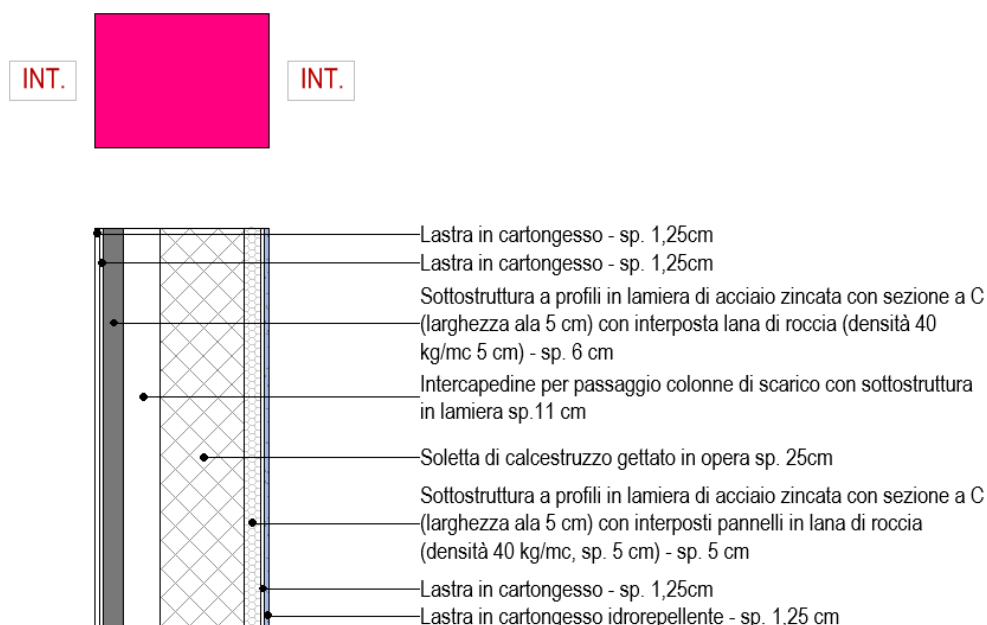 INT.
INT.
Lastra in cartongesso - sp. 1,25cm
Lastra in cartongesso - sp. 1,25cm
Sottostruttura a profili in lamiera di acciaio zincata con sezione a C
(larghezza ala 5 cm) con interposta lana di roccia (densità 40
kg/mc 5 cm) - sp. 6 cm
Intercapedine per passaggio colonne di scarico con sottostruttura
in lamiera sp.11 cm
Soletta di calcestruzzo gettato in opera sp. 25cm
Sottostruttura a profili in lamiera di acciaio zincata con sezione a C
(larghezza ala 5 cm) con interposti pannelli in lana di roccia
(densità 40 kg/mc, sp. 5 cm) - sp. 5 cm
Lastra in cartongesso - sp. 1,25cm
Lastra in cartongesso idrorepellente - sp. 1,25 cm